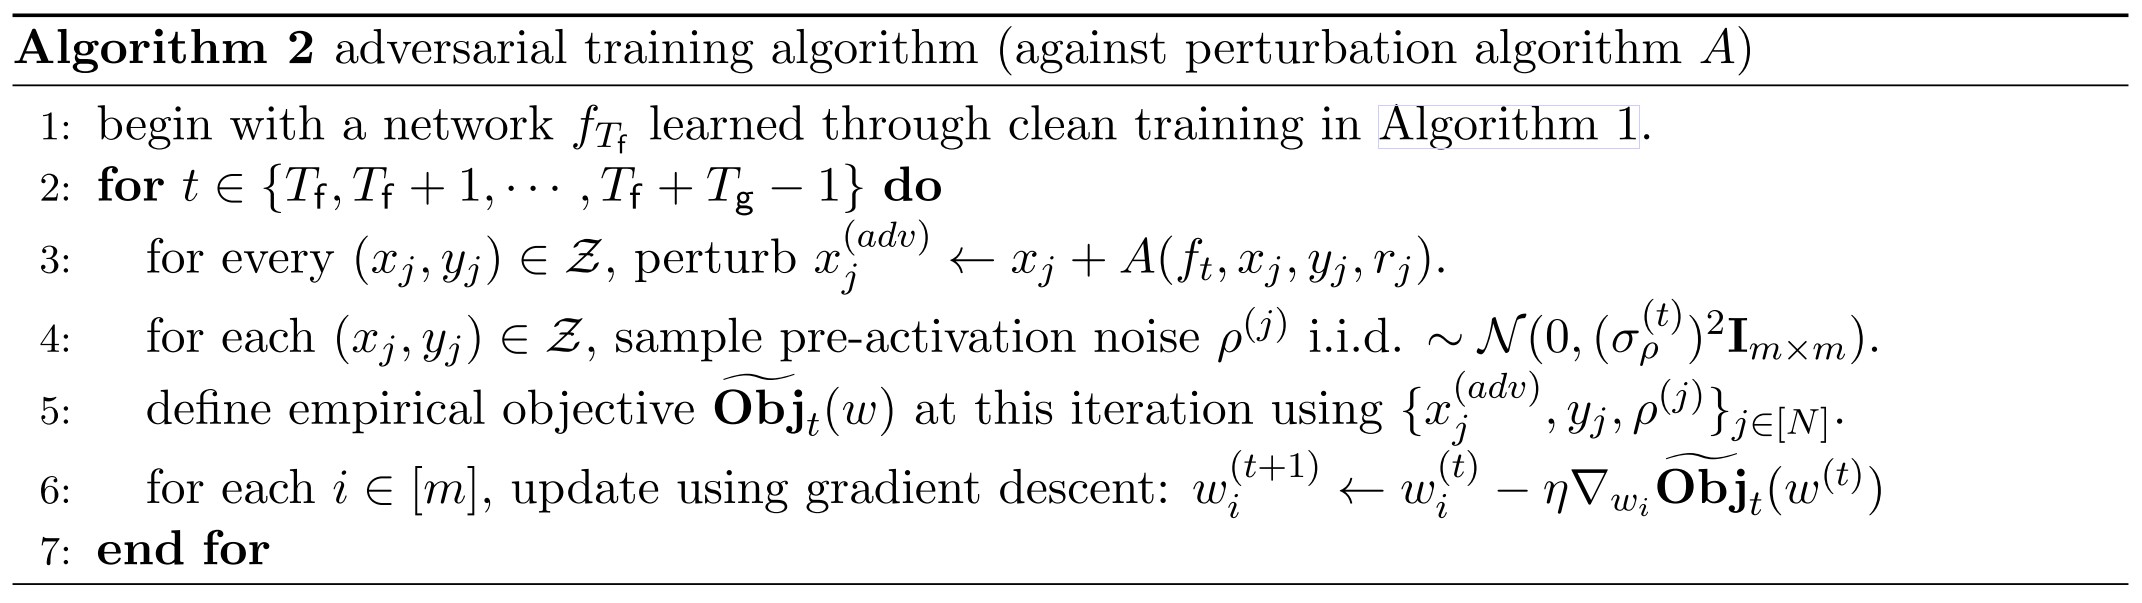 Algorithm 2 adversarial training algorithm (against perturbation algorithm A)
1: begin with a network $f_{T_{\mathsf{f}}}$ learned through clean training in Algorithm 1.
2: for $t \in \{T_{\mathsf{f}}, T_{\mathsf{f}} + 1, \cdots, T_{\mathsf{f}} + T_{\mathsf{g}} - 1\}$ do
3: for every $(x_j, y_j) \in \mathcal{Z}$, perturb $x_j^{(adv)} \leftarrow x_j + A(f_t, x_j, y_j, r_j)$.
4: for each $(x_j, y_j) \in \mathcal{Z}$, sample pre-activation noise $\rho^{(j)}$ i.i.d. $\sim \mathcal{N}(0, (\sigma_\rho^{(t)})^2 \mathbf{I}_{m \times m})$.
5: define empirical objective $\widetilde{\mathbf{Obj}}_t(w)$ at this iteration using $\{x_j^{(adv)}, y_j, \rho^{(j)}\}_{j \in [N]}$.
6: for each $i \in [m]$, update using gradient descent: $w_i^{(t+1)} \leftarrow w_i^{(t)} - \eta \nabla_{w_i} \widetilde{\mathbf{Obj}}_t(w^{(t)})$
7: end for